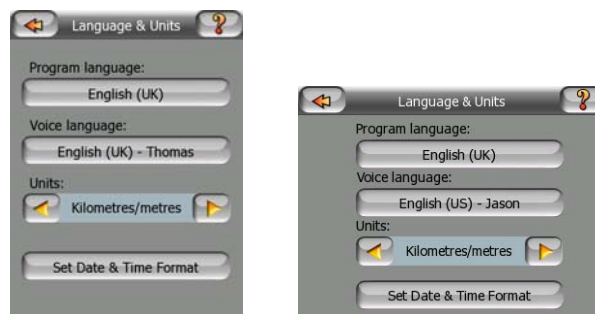 Language & Units
?
Program language:
English (UK)
Voice language:
English (UK) - Thomas
Units:
Kilometres/metres
Set Date & Time Format
Language & Units
?
Program language:
English (UK)
Voice language:
English (US) - Jason
Units:
Kilometres/metres
Set Date & Time Format